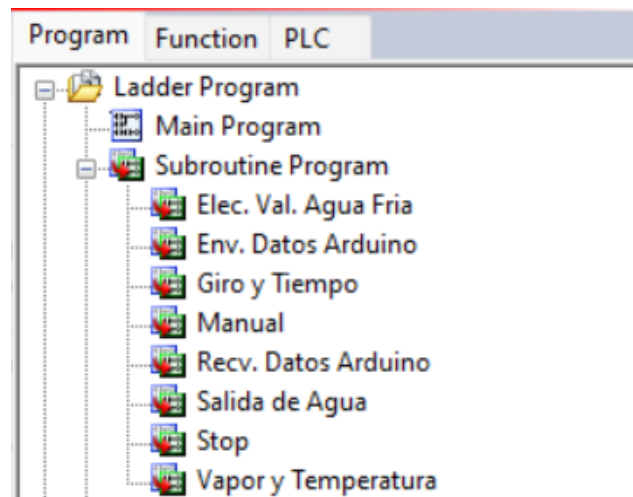 Program Function PLC
Ladder Program
Main Program
Subroutine Program
Elec. Val. Agua Fria
Env. Datos Arduino
Giro y Tiempo
Manual
Recv. Datos Arduino
Salida de Agua
Stop
Vapor y Temperatura